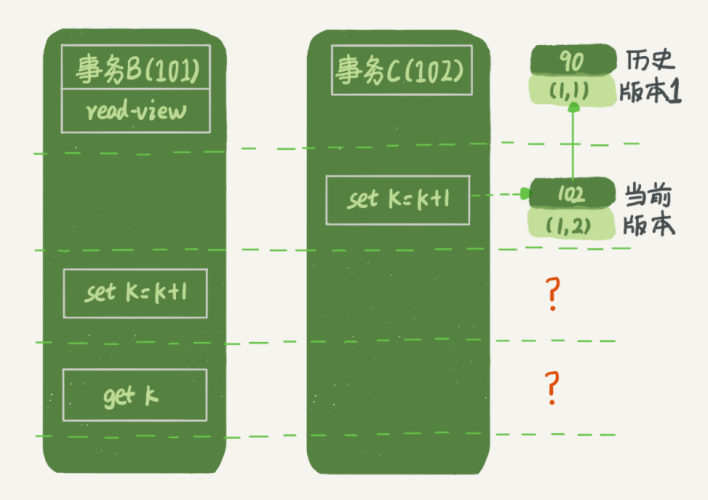 事务B(101)
read-view
事务C(102)
90
(1,1)
历史
版本1
set k=k+1
102
(1,2)
当前
版本
set k=k+1
?
get k
?